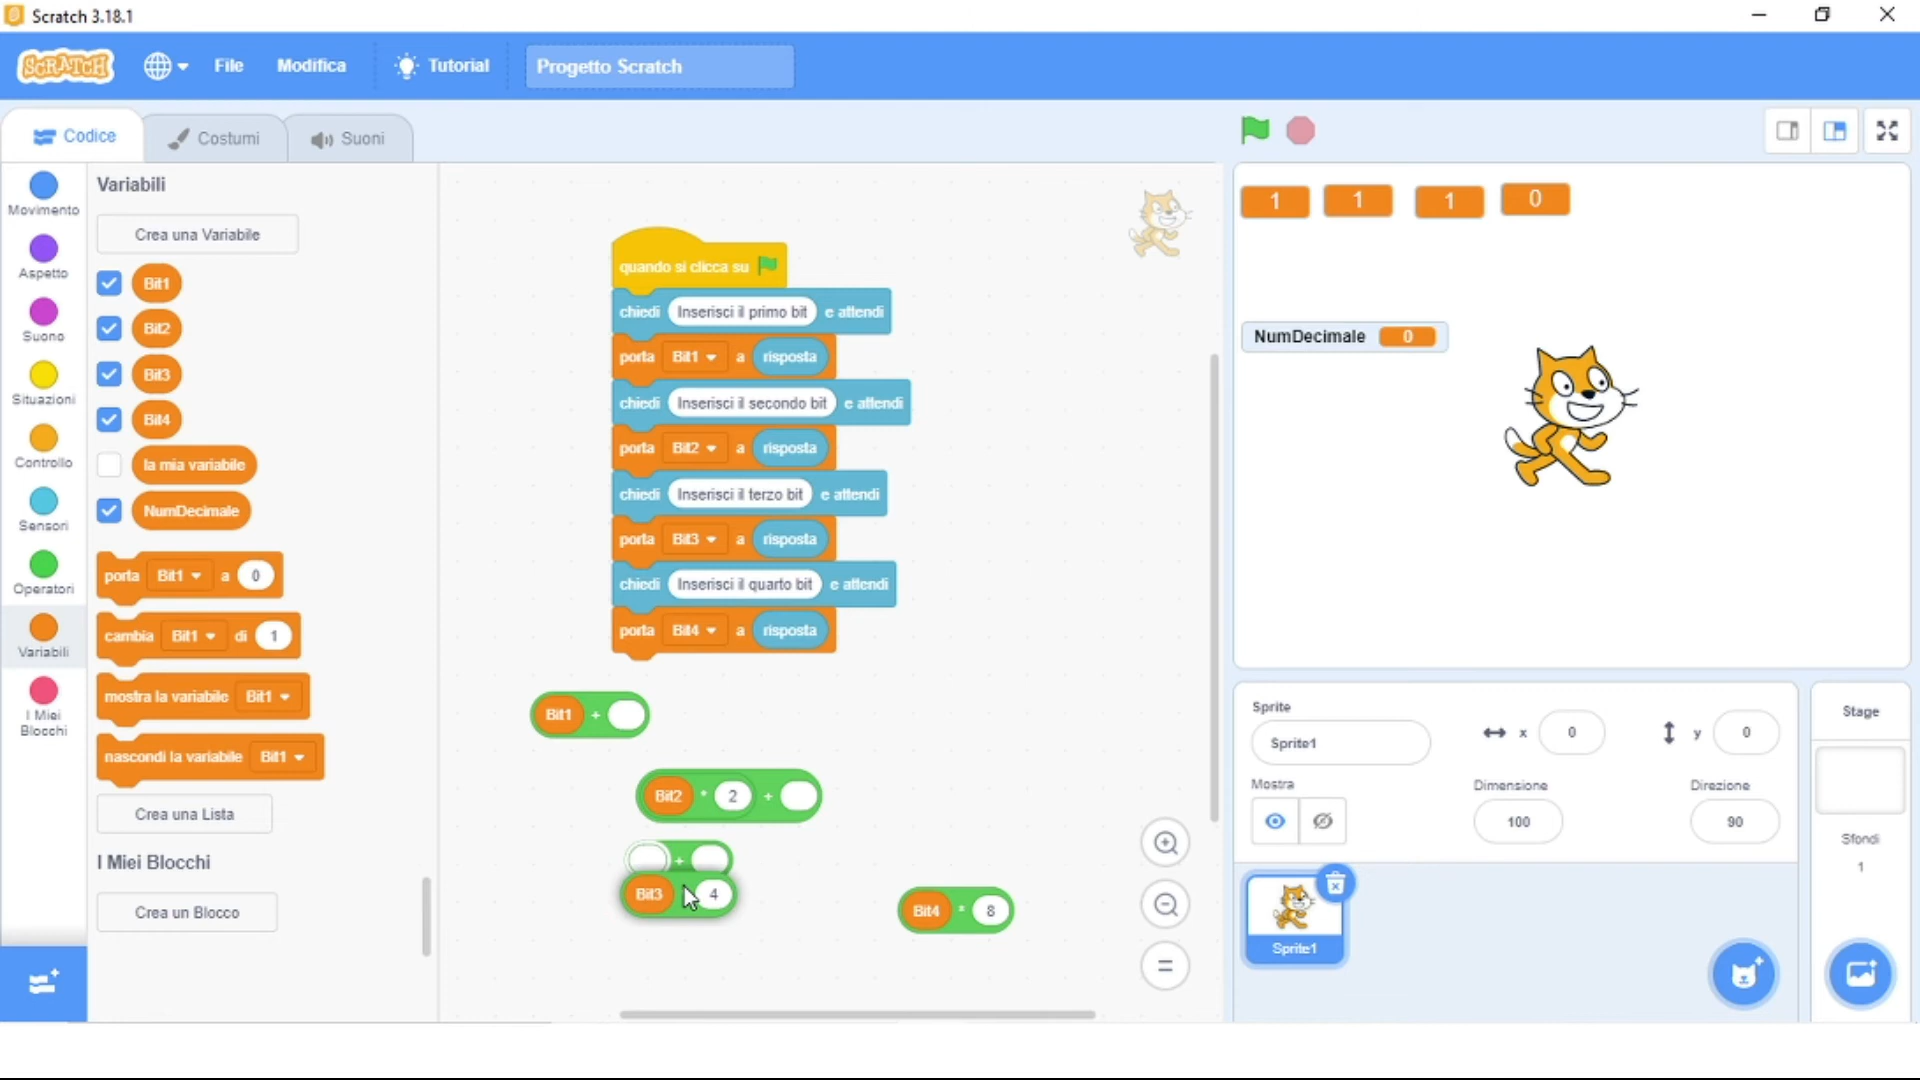 Scratch 3.18.1
SCRATCH File Modifica Tutorial Progetto Scratch
Codice Costumi Suoni
Movimento
Aspetto
Suono
Situazioni
Controllo
Sensori
Operatori
Variabili
I Miei
Blocchi
Variabili
Crea una Variabile
Bit1
Bit2
Bit3
Bit4
la mia variabile
NumDecimale
porta Bit1 a 0
cambia Bit1 di 1
mostra la variabile Bit1
nascondi la variabile Bit1
Crea una Lista
I Miei Blocchi
Crea un Blocco
quando si clicca su
chiedi Inserisci il primo bit e attendi
porta Bit1 a risposta
chiedi Inserisci il secondo bit e attendi
porta Bit2 a risposta
chiedi Inserisci il terzo bit e attendi
porta Bit3 a risposta
chiedi Inserisci il quarto bit e attendi
porta Bit4 a risposta
Bit1 +
Bit2 * 2 +
+
Bit3 4
Bit4 * 8
1 1 1 0
NumDecimale 0
Sprite
Sprite1
x 0
y 0
Mostra
Dimensione
100
Direzione
90
Sprite1
Stage
Sfondi
1